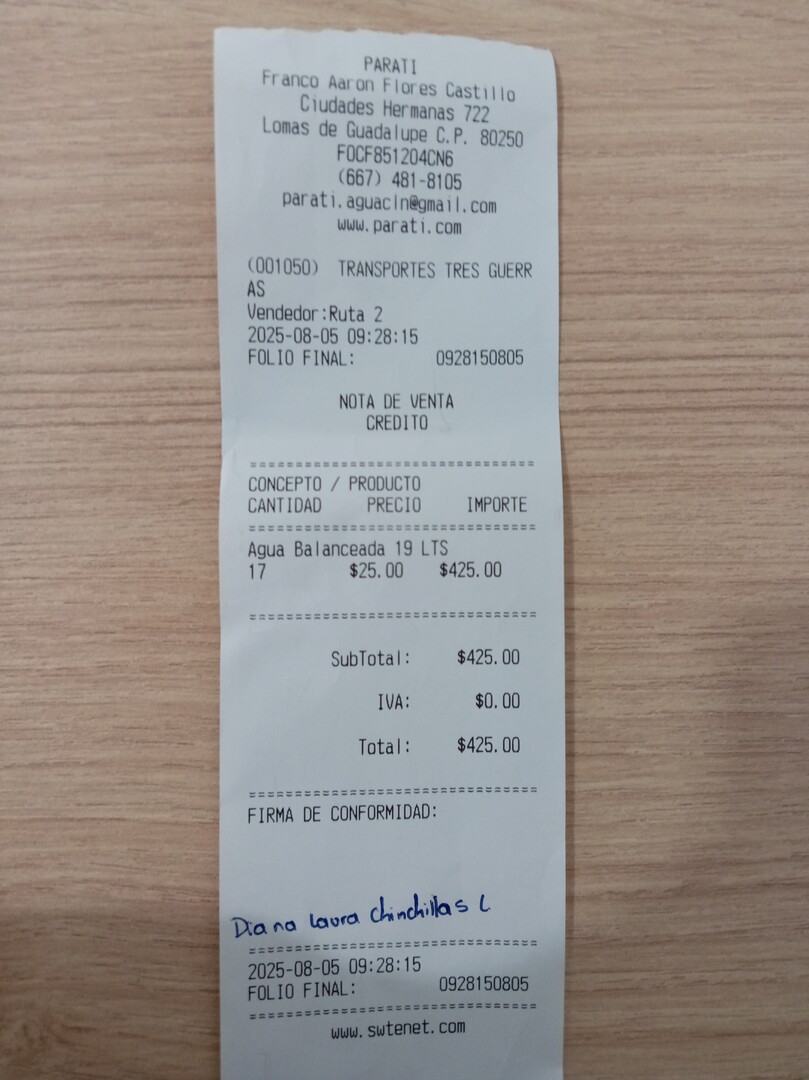 PARATI
Franco Aaron Flores Castillo
Ciudades Hermanas 722
Lomas de Guadalupe C.P. 80250
FOCF851204CN6
(667) 481-8105
parati.aguacln@gmail.com
www.parati.com
(001050) TRANSPORTES TRES GUERR
AS
Vendedor:Ruta 2
2025-08-05 09:28:15
FOLIO FINAL: 0928150805
NOTA DE VENTA
CREDITO
==============================
CONCEPTO / PRODUCTO
CANTIDAD PRECIO IMPORTE
==============================
Agua Balanceada 19 LTS
17 $25.00 $425.00
==============================
SubTotal: $425.00
IVA: $0.00
Total: $425.00
==============================
FIRMA DE CONFORMIDAD:
Diana Laura Chinchillas L
==============================
2025-08-05 09:28:15
FOLIO FINAL: 0928150805
==============================
www.swtenet.com